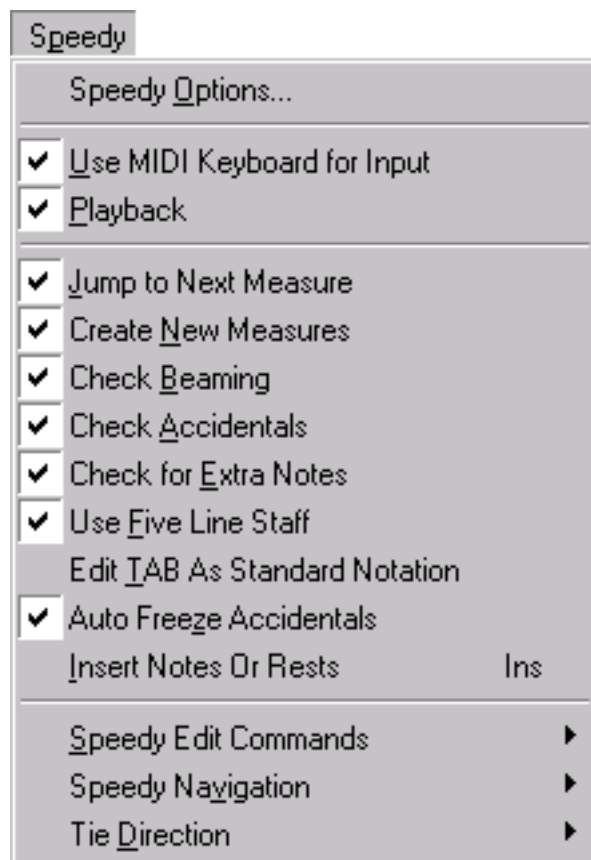 Speedy
Speedy Options...
Use MIDI Keyboard for Input
Playback
Jump to Next Measure
Create New Measures
Check Beaming
Check Accidentals
Check for Extra Notes
Use Five Line Staff
Edit TAB As Standard Notation
Auto Freeze Accidentals
Insert Notes Or Rests Ins
Speedy Edit Commands
Speedy Navigation
Tie Direction